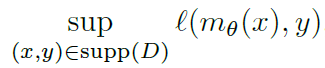 sup ℓ(m_θ(x), y)
(x,y)∈supp(D)